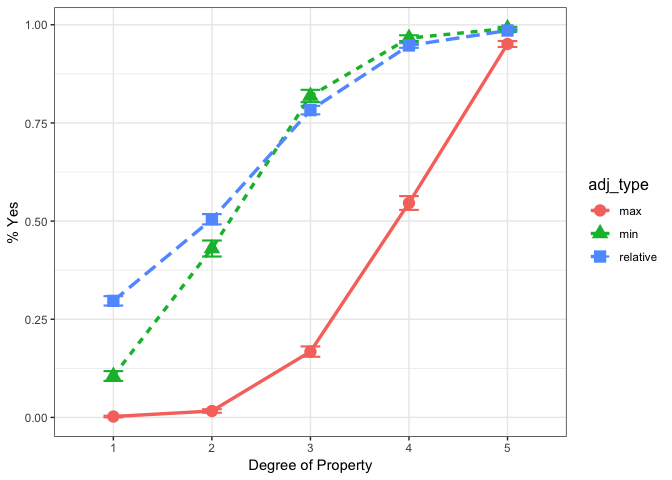 1.00
0.75
0.50
0.25
0.00
% Yes
1 2 3 4 5
Degree of Property
adj_type
max
min
relative